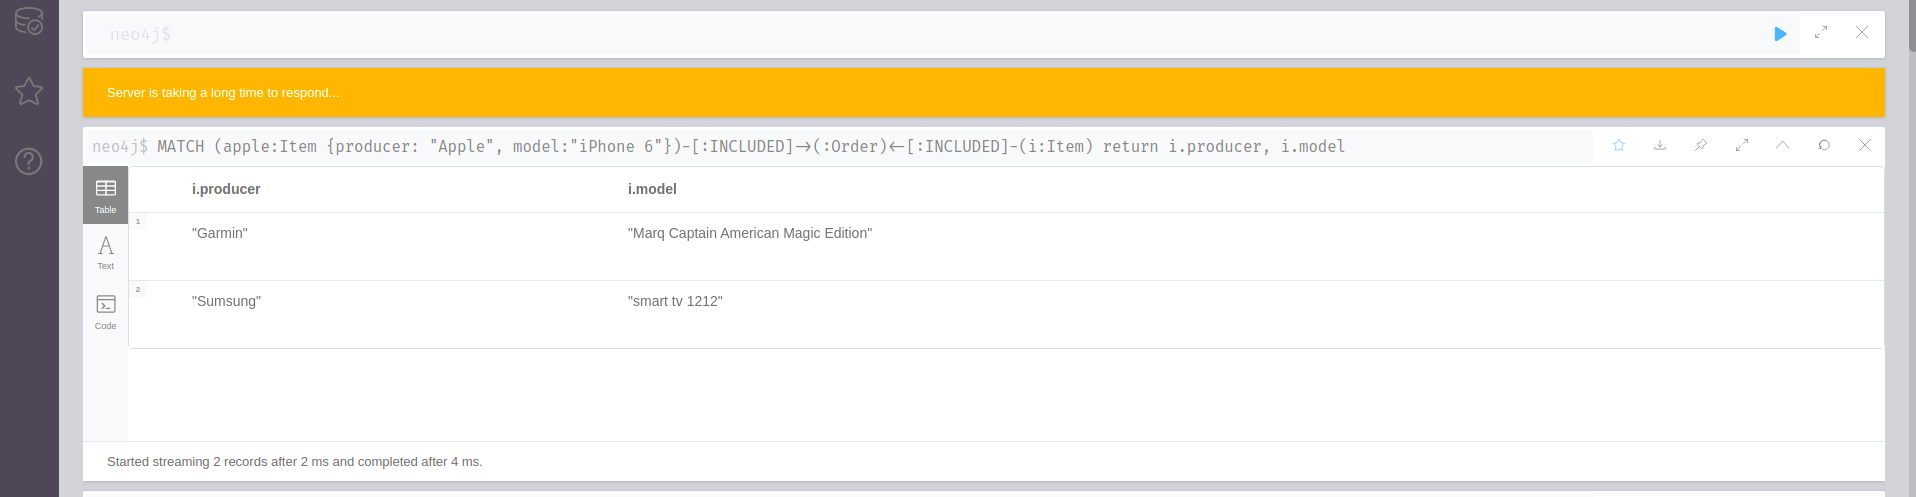 neo4j$
Server is taking a long time to respond...
neo4j$ MATCH (apple:Item {producer: "Apple", model:"iPhone 6"})-[:INCLUDED]->(:Order)<-[:INCLUDED]-(i:Item) return i.producer, i.model
Table
i.producer i.model
1
"Garmin" "Marq Captain American Magic Edition"
Text
2
"Sumsung" "smart tv 1212"
Code
Started streaming 2 records after 2 ms and completed after 4 ms.